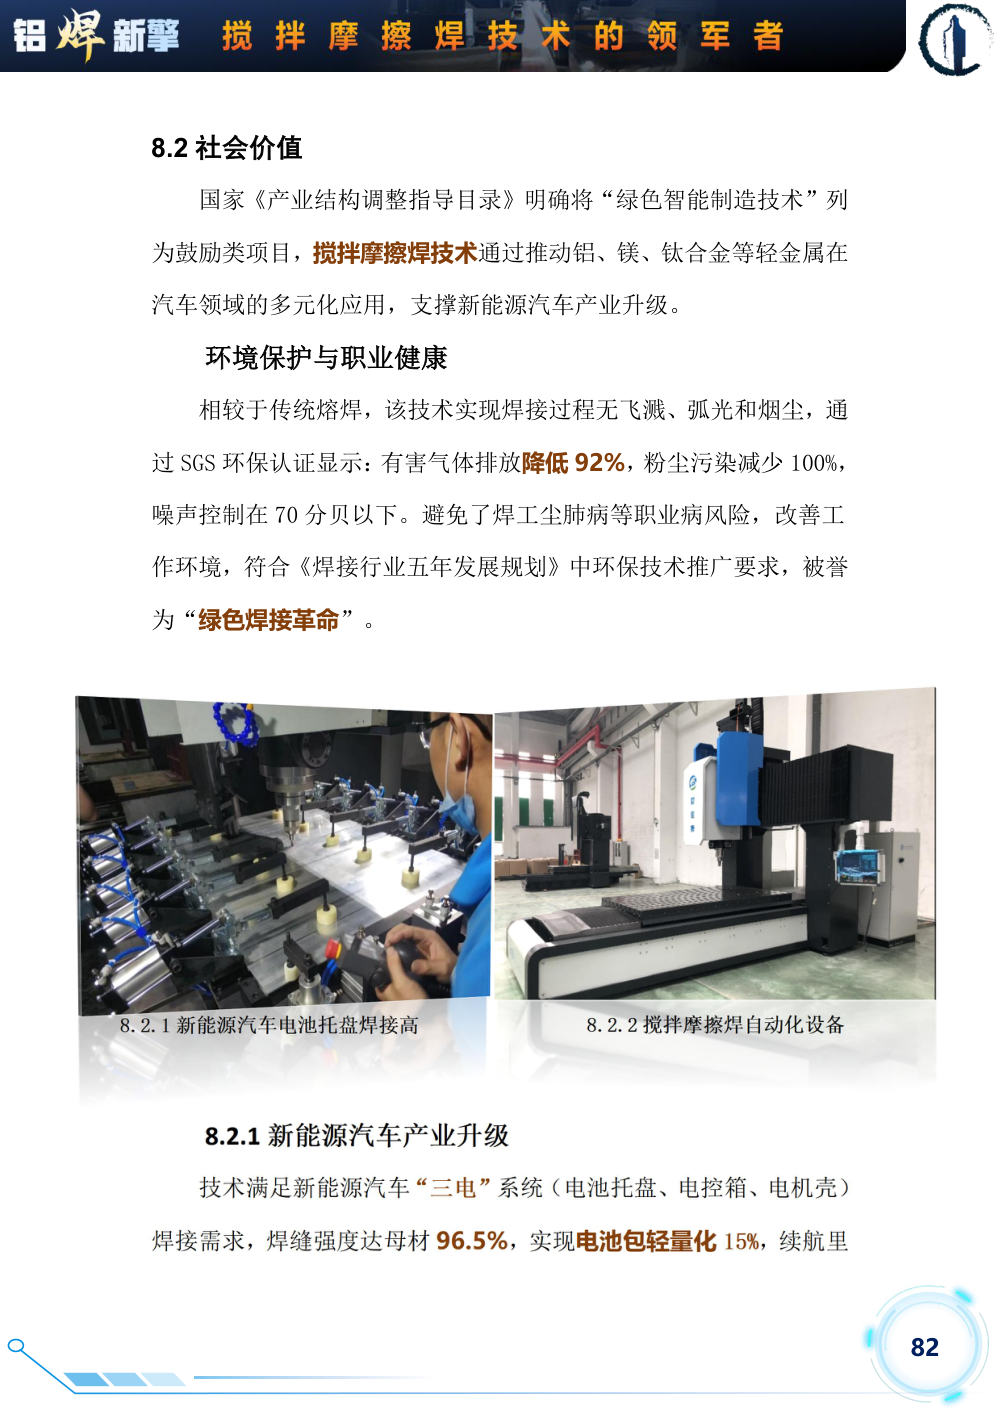 铝焊新擎 搅拌摩擦焊技术的领军者
8.2 社会价值
国家《产业结构调整指导目录》明确将“绿色智能制造技术”列
为鼓励类项目，搅拌摩擦焊技术通过推动铝、镁、钛合金等轻金属在
汽车领域的多元化应用，支撑新能源汽车产业升级。
环境保护与职业健康
相较于传统熔焊，该技术实现焊接过程无飞溅、弧光和烟尘，通
过 SGS 环保认证显示：有害气体排放降低 92%，粉尘污染减少 100%，
噪声控制在 70 分贝以下。避免了焊工尘肺病等职业病风险，改善工
作环境，符合《焊接行业五年发展规划》中环保技术推广要求，被誉
为“绿色焊接革命”。
8.2.1 新能源汽车电池托盘焊接高
8.2.2 搅拌摩擦焊自动化设备
8.2.1 新能源汽车产业升级
技术满足新能源汽车“三电”系统（电池托盘、电控箱、电机壳）
焊接需求，焊缝强度达母材 96.5%，实现电池包轻量化 15%，续航里
82